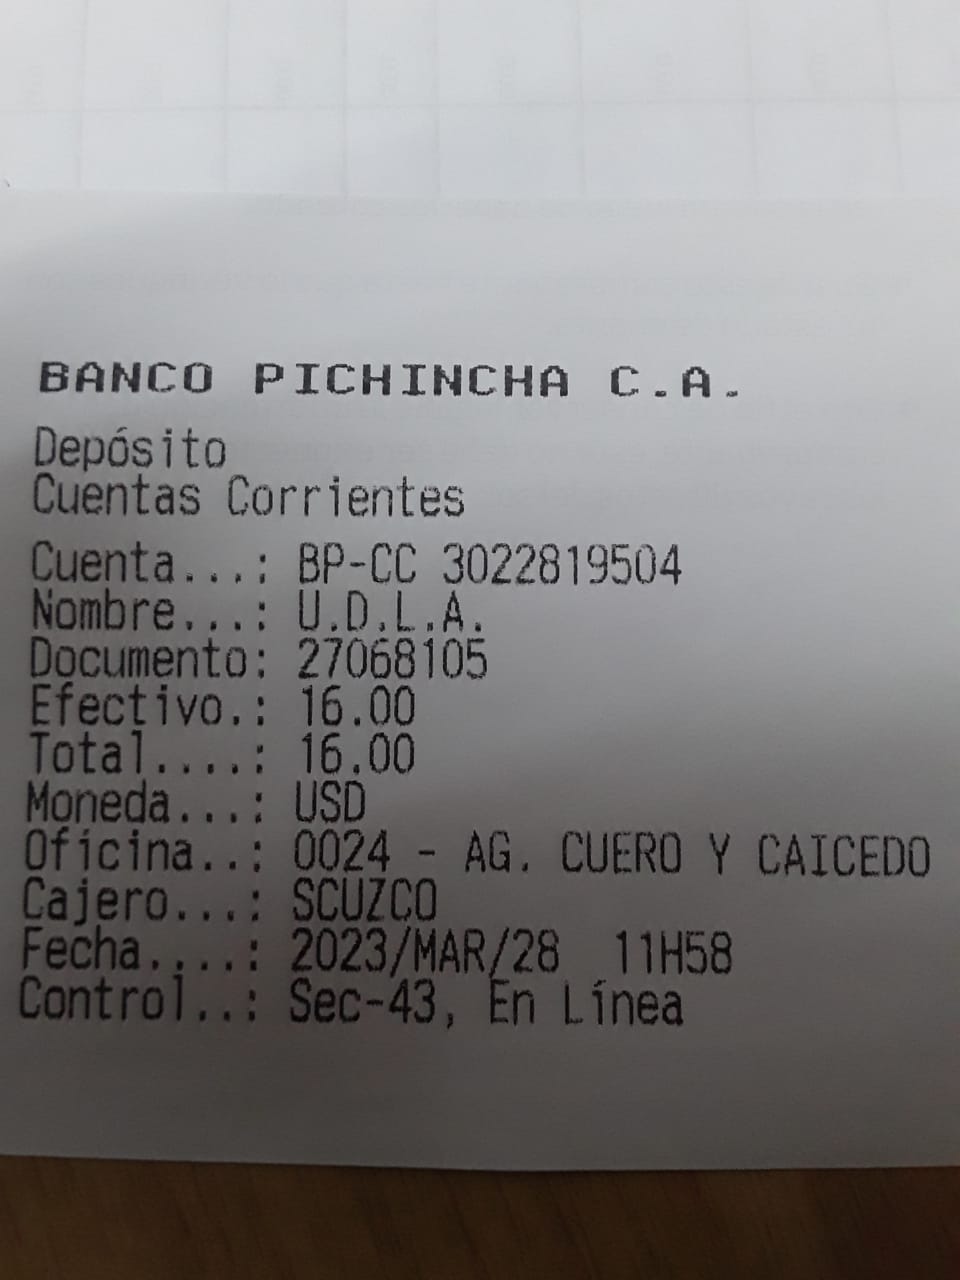 BANCO PICHINCHA C.A.
Depósito
Cuentas Corrientes
Cuenta...: BP-CC 3022819504
Nombre...: U.D.L.A.
Documento: 27068105
Efectivo.: 16.00
Total....: 16.00
Moneda...: USD
Oficina..: 0024 - AG. CUERO Y CAICEDO
Cajero...: SCUZCO
Fecha....: 2023/MAR/28  11H58
Control..: Sec-43, En Línea